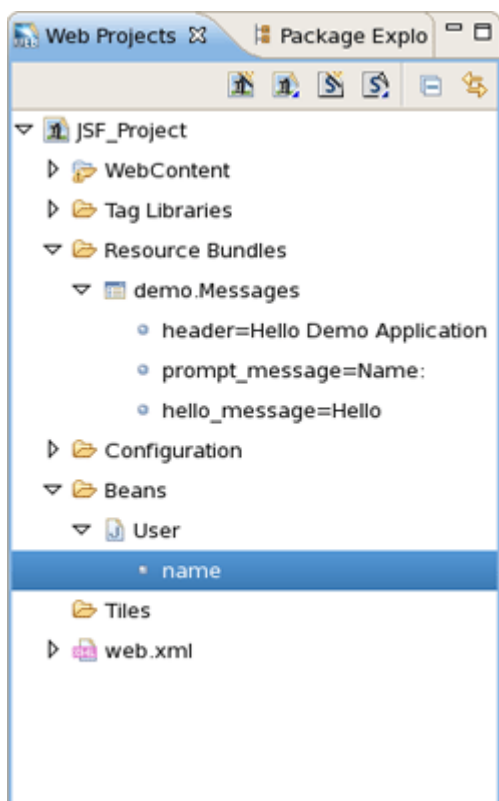 Web Projects Package Explo
JSF_Project
WebContent
Tag Libraries
Resource Bundles
demo.Messages
header=Hello Demo Application
prompt_message=Name:
hello_message=Hello
Configuration
Beans
User
name
Tiles
web.xml